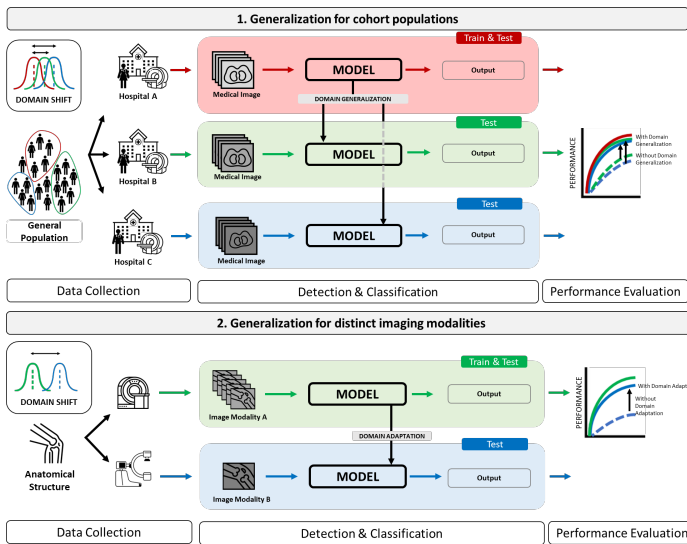 1. Generalization for cohort populations
Train & Test
DOMAIN SHIFT
Hospital A
Medical Image
MODEL
Output
DOMAIN GENERALIZATION
Test
General
Population
Hospital B
Medical Image
MODEL
Output
PERFORMANCE
With Domain
Generalization
Without Domain
Generalization
Test
Hospital C
Medical Image
MODEL
Output
Data Collection
Detection & Classification
Performance Evaluation
2. Generalization for distinct imaging modalities
Train & Test
DOMAIN SHIFT
Image Modality A
MODEL
Output
DOMAIN ADAPTATION
PERFORMANCE
With Domain Adapt
Without
Domain
Adaptation
Test
Anatomical
Structure
Image Modality B
MODEL
Output
Data Collection
Detection & Classification
Performance Evaluation